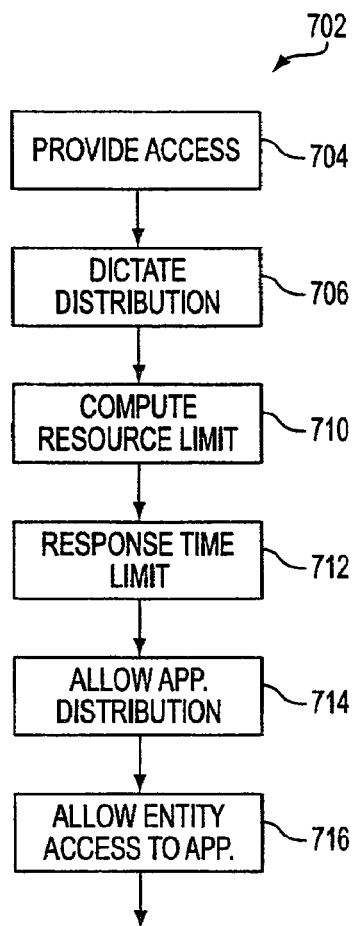 702
PROVIDE ACCESS
704
DICTATE
DISTRIBUTION
706
COMPUTE
RESOURCE LIMIT
710
RESPONSE TIME
LIMIT
712
ALLOW APP.
DISTRIBUTION
714
ALLOW ENTITY
ACCESS TO APP.
716